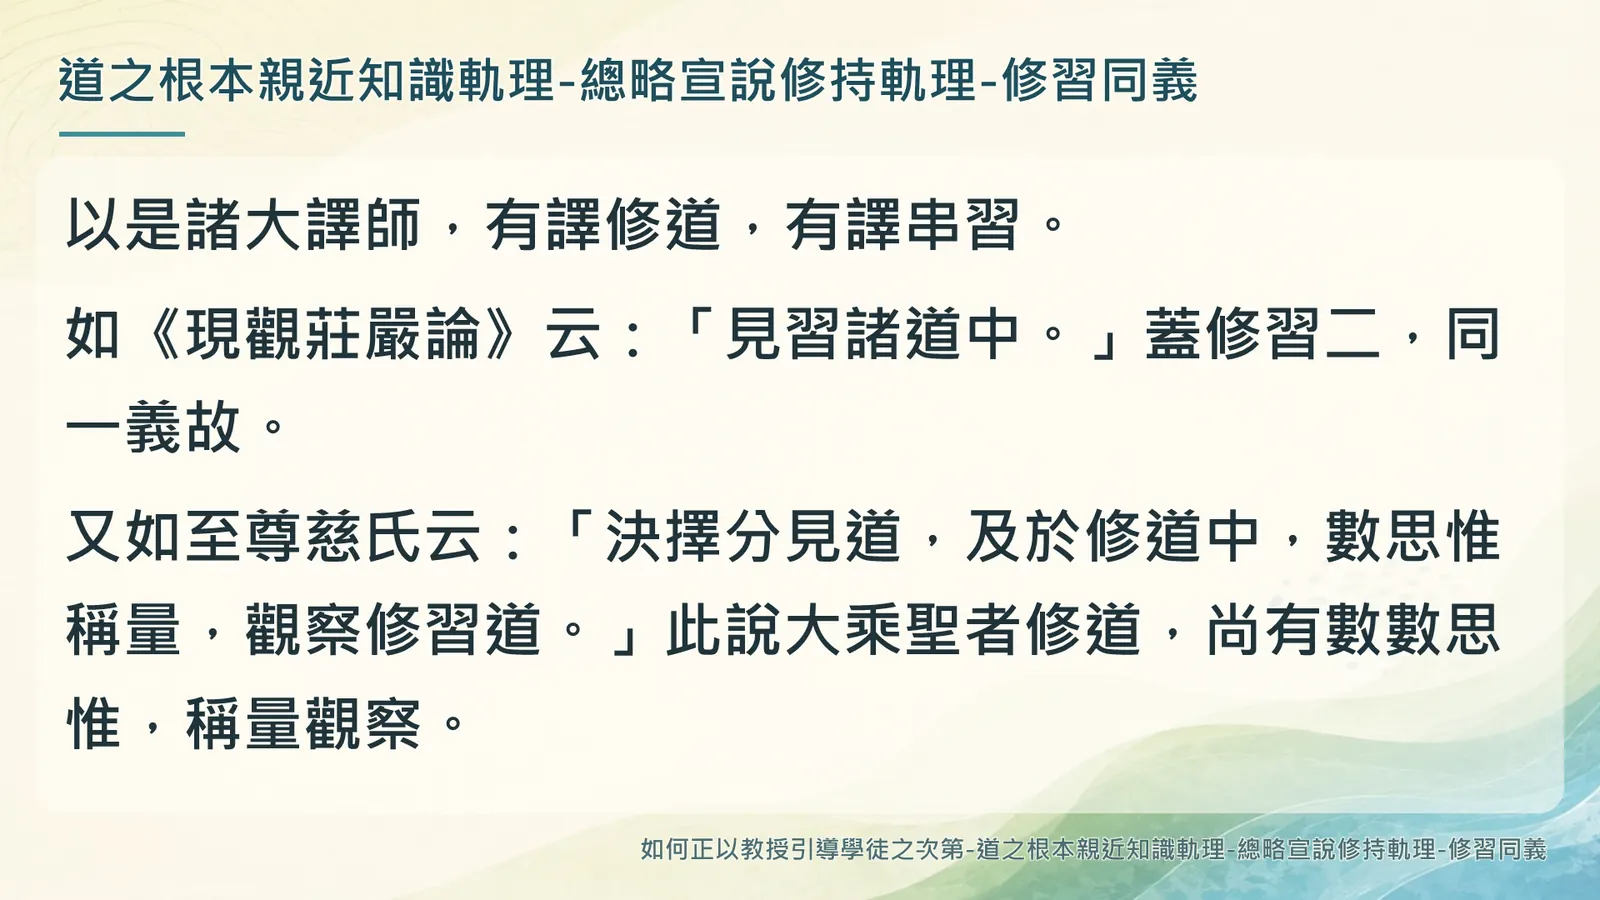 道之根本親近知識軌理-總略宣說修持軌理-修習同義
以是諸大譯師，有譯修道，有譯串習。
如《現觀莊嚴論》云：「見習諸道中。」蓋修習二，同
一義故。
又如至尊慈氏云：「決擇分見道，及於修道中，數思惟
稱量，觀察修習道。」此說大乘聖者修道，尚有數數思
惟，稱量觀察。
如何正以教授引導學徒之次第-道之根本親近知識軌理-總略宣說修持軌理-修習同義